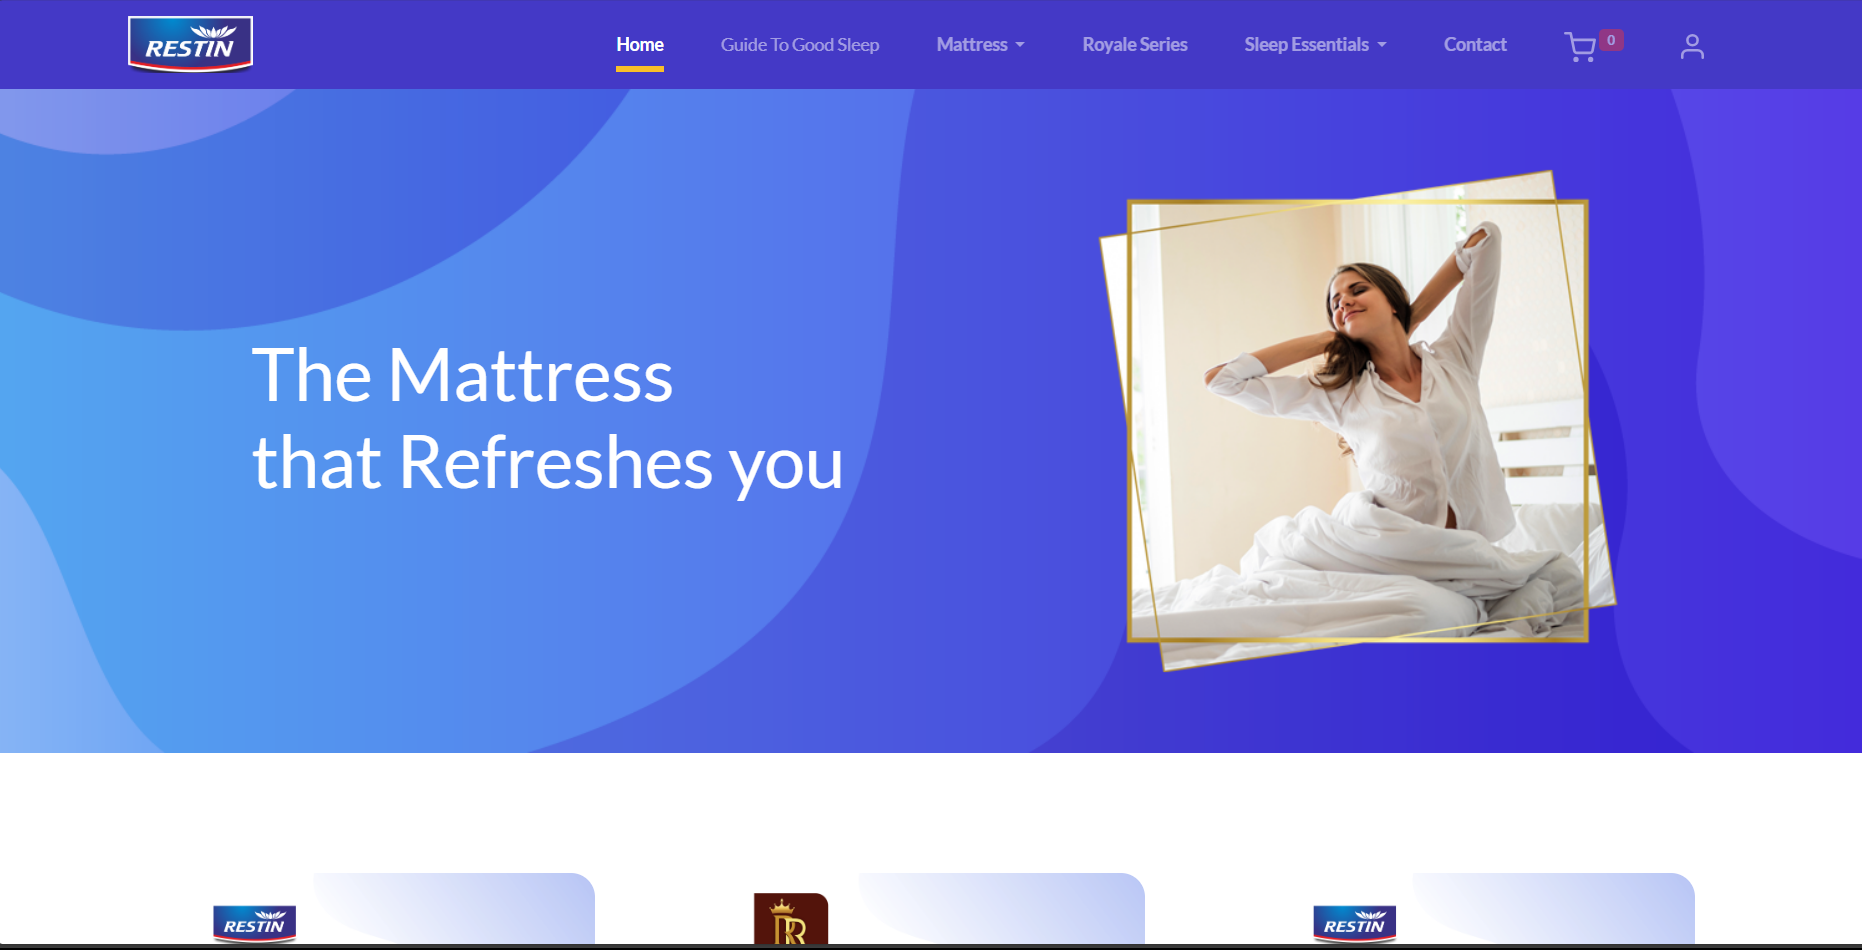 RESTIN
Home
Guide To Good Sleep
Mattress
Royale Series
Sleep Essentials
Contact
0
The Mattress
that Refreshes you
RESTIN
RR
RESTIN